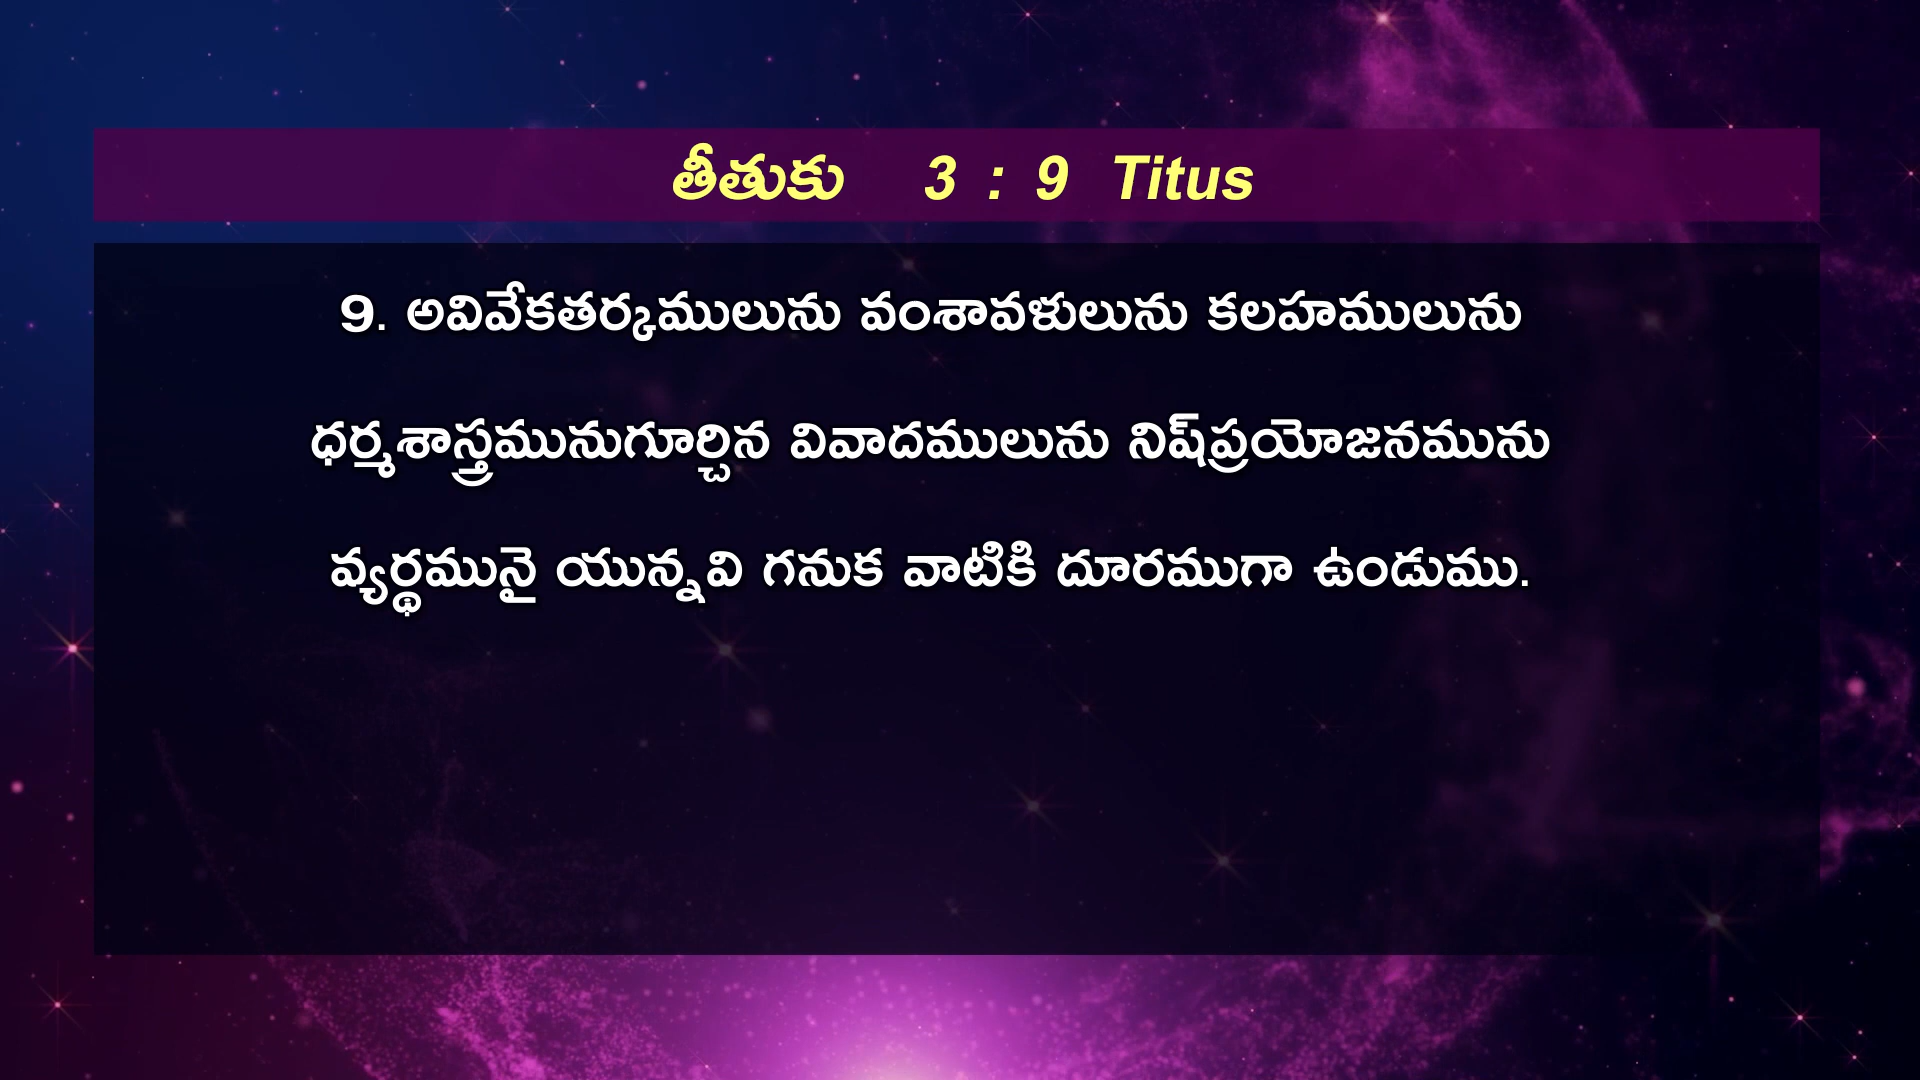 తీతుకు 3 : 9 Titus
9. అవివేకతర్కములును వంశావళులును కలహములును
ధర్మశాస్త్రమునుగూర్చిన వివాదములును నిష్‌ప్రయోజనమును
వ్యర్థమునై యున్నవి గనుక వాటికి దూరముగా ఉండుము.